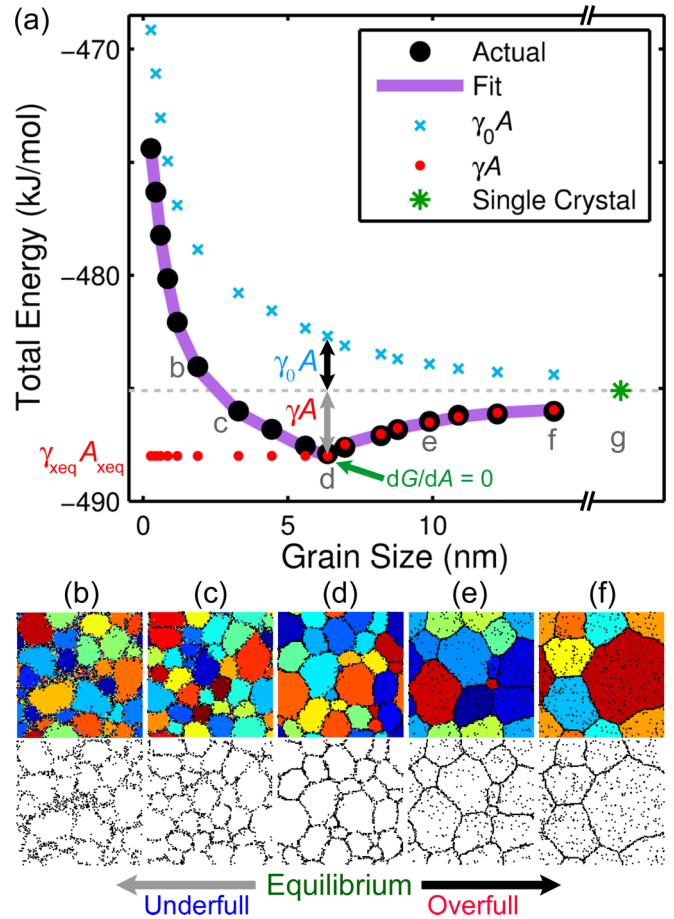 (a)
Total Energy (kJ/mol)
−470
−480
−490
Actual
Fit
γ₀A
γA
Single Crystal
γ₀A
γA
γxeqAxeq
b
c
d
e
f
g
dG/dA = 0
0
5
10
Grain Size (nm)
(b)
(c)
(d)
(e)
(f)
Equilibrium
Underfull
Overfull